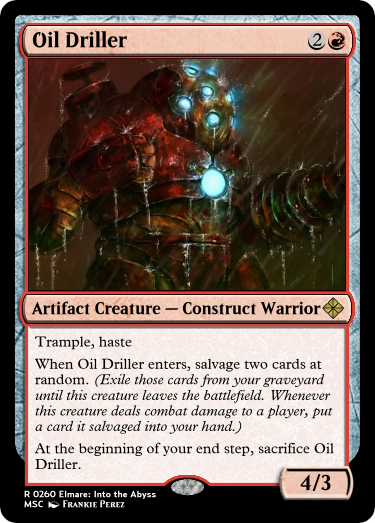 Oil Driller 2
Artifact Creature — Construct Warrior
Trample, haste
When Oil Driller enters, salvage two cards at
random. (Exile those cards from your graveyard
until this creature leaves the battlefield. Whenever
this creature deals combat damage to a player, put
a card it salvaged into your hand.)
At the beginning of your end step, sacrifice Oil
Driller.
4/3
R 0260 Elmare: Into the Abyss
MSC Frankie Perez